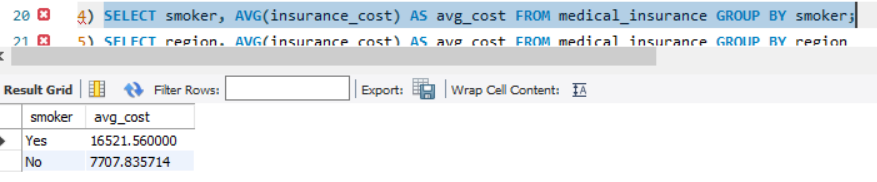 20 4) SELECT smoker, AVG(insurance_cost) AS avg_cost FROM medical_insurance GROUP BY smoker;
21 5) SELECT region, AVG(insurance_cost) AS avg_cost FROM medical_insurance GROUP BY region
Result Grid Filter Rows: Export: Wrap Cell Content:
smoker avg_cost
Yes 16521.560000
No 7707.835714